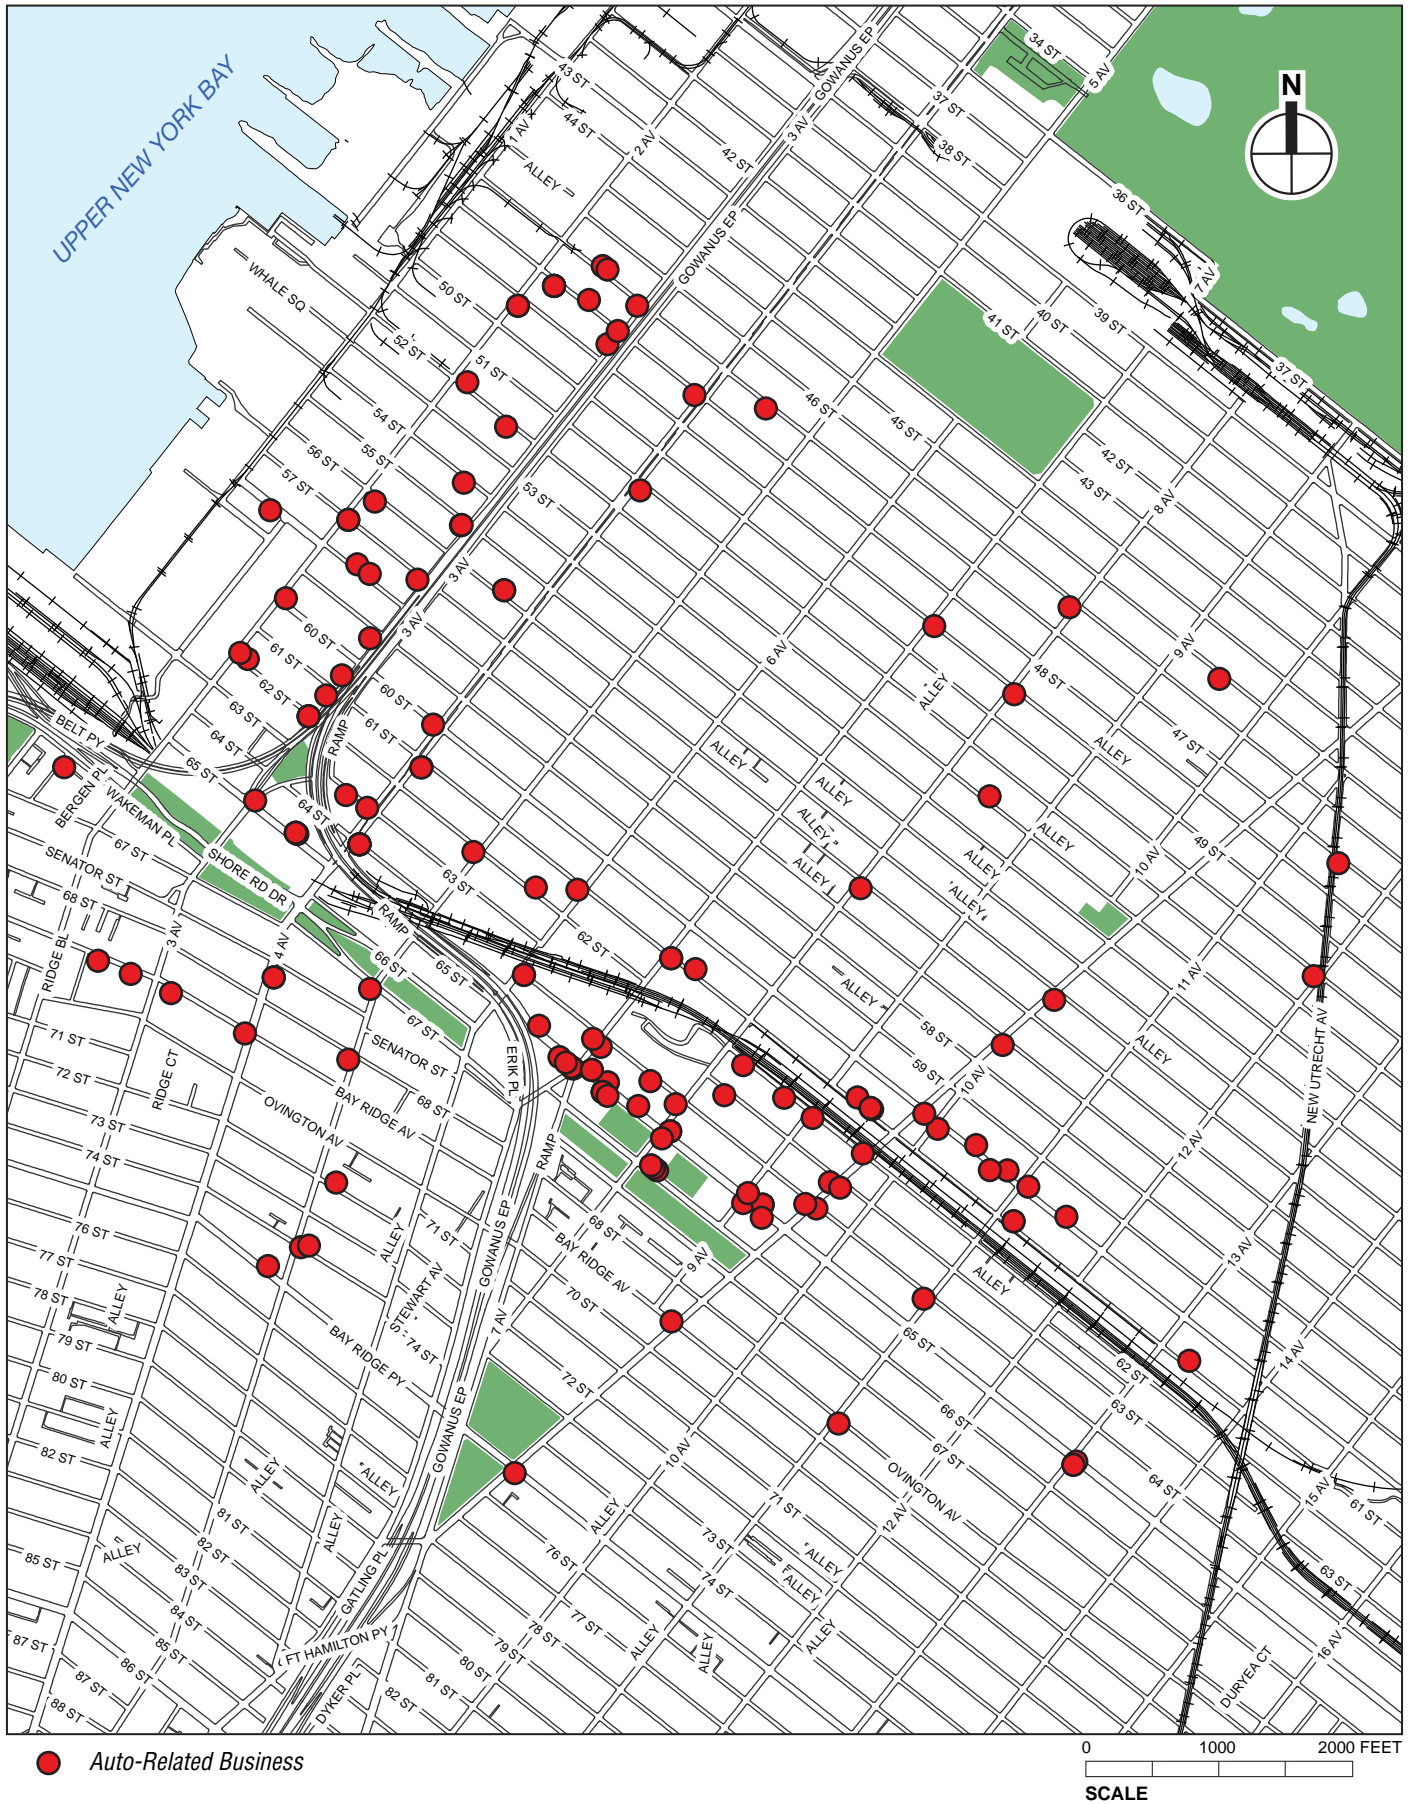 34 ST
5 AV
GOWANUS EP
43 ST
37 ST
1 AV
44 ST
2 AV
3 AV
42 ST
38 ST
N
UPPER NEW YORK BAY
ALLEY
36 ST
GOWANUS EP
WHALE SQ
50 ST
7 AV
41 ST
40 ST
39 ST
52 ST
51 ST
37 ST
54 ST
46 ST
45 ST
56 ST
55 ST
42 ST
57 ST
53 ST
43 ST
8 AV
3 AV
3 AV
60 ST
61 ST
6 AV
9 AV
62 ST
48 ST
63 ST
60 ST
ALLEY
BELT PY
64 ST
61 ST
RAMP
47 ST
65 ST
ALLEY
ALLEY
BERGEN PL
WAKEMAN PL
64 ST
ALLEY
ALLEY
ALLEY
67 ST
SENATOR ST
SHORE RD DR
63 ST
ALLEY
ALLEY
10 AV
49 ST
68 ST
ALLEY
RAMP
3 AV
4 AV
62 ST
RIDGE BL
66 ST
65 ST
ALLEY
11 AV
67 ST
58 ST
NEW UTRECHT AV
71 ST
SENATOR ST
ERIK PL
59 ST
ALLEY
72 ST
RIDGE CT
10 AV
68 ST
BAY RIDGE AV
OVINGTON AV
73 ST
RAMP
12 AV
74 ST
76 ST
71 ST
ALLEY
68 ST
GOWANUS EP
BAY RIDGE AV
9 AV
13 AV
77 ST
ALLEY
78 ST
ALLEY
STEWART AV
70 ST
7 AV
79 ST
74 ST
BAY RIDGE PY
65 ST
14 AV
80 ST
72 ST
62 ST
GOWANUS EP
63 ST
66 ST
ALLEY
82 ST
10 AV
67 ST
ALLEY
ALLEY
OVINGTON AV
64 ST
15 AV
61 ST
81 ST
ALLEY
ALLEY
71 ST
12 AV
85 ST
ALLEY
82 ST
73 ST
ALLEY
76 ST
83 ST
GATLING PL
74 ST
ALLEY
63 ST
84 ST
77 ST
87 ST
85 ST
FT HAMILTON PY
78 ST
ALLEY
ALLEY
ALLEY
16 AV
86 ST
79 ST
87 ST
80 ST
DURYEA CT
88 ST
DYKER PL
81 ST
82 ST
Auto-Related Business
0 1000 2000 FEET
SCALE